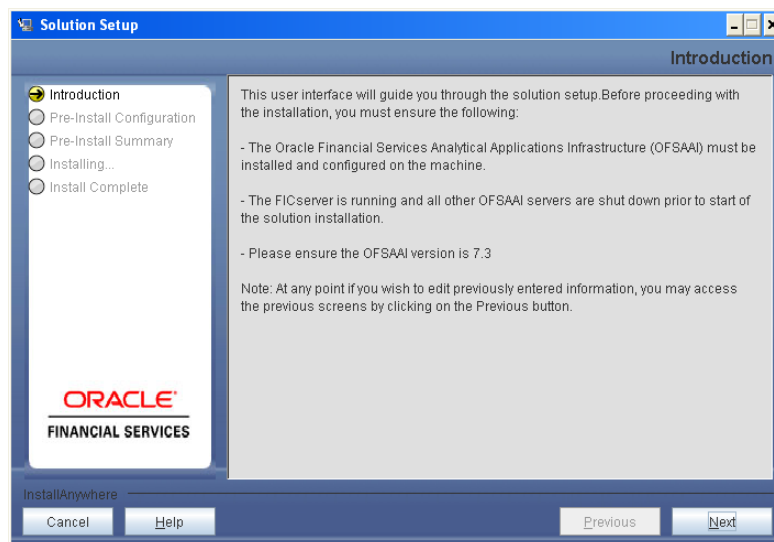 Solution Setup
Introduction
Introduction
Pre-Install Configuration
Pre-Install Summary
Installing...
Install Complete
ORACLE
FINANCIAL SERVICES
This user interface will guide you through the solution setup.Before proceeding with
the installation, you must ensure the following:
- The Oracle Financial Services Analytical Applications Infrastructure (OFSAAI) must be
installed and configured on the machine.
- The FICserver is running and all other OFSAAI servers are shut down prior to start of
the solution installation.
- Please ensure the OFSAAI version is 7.3
Note: At any point if you wish to edit previously entered information, you may access
the previous screens by clicking on the Previous button.
InstallAnywhere
Cancel
Help
Previous
Next